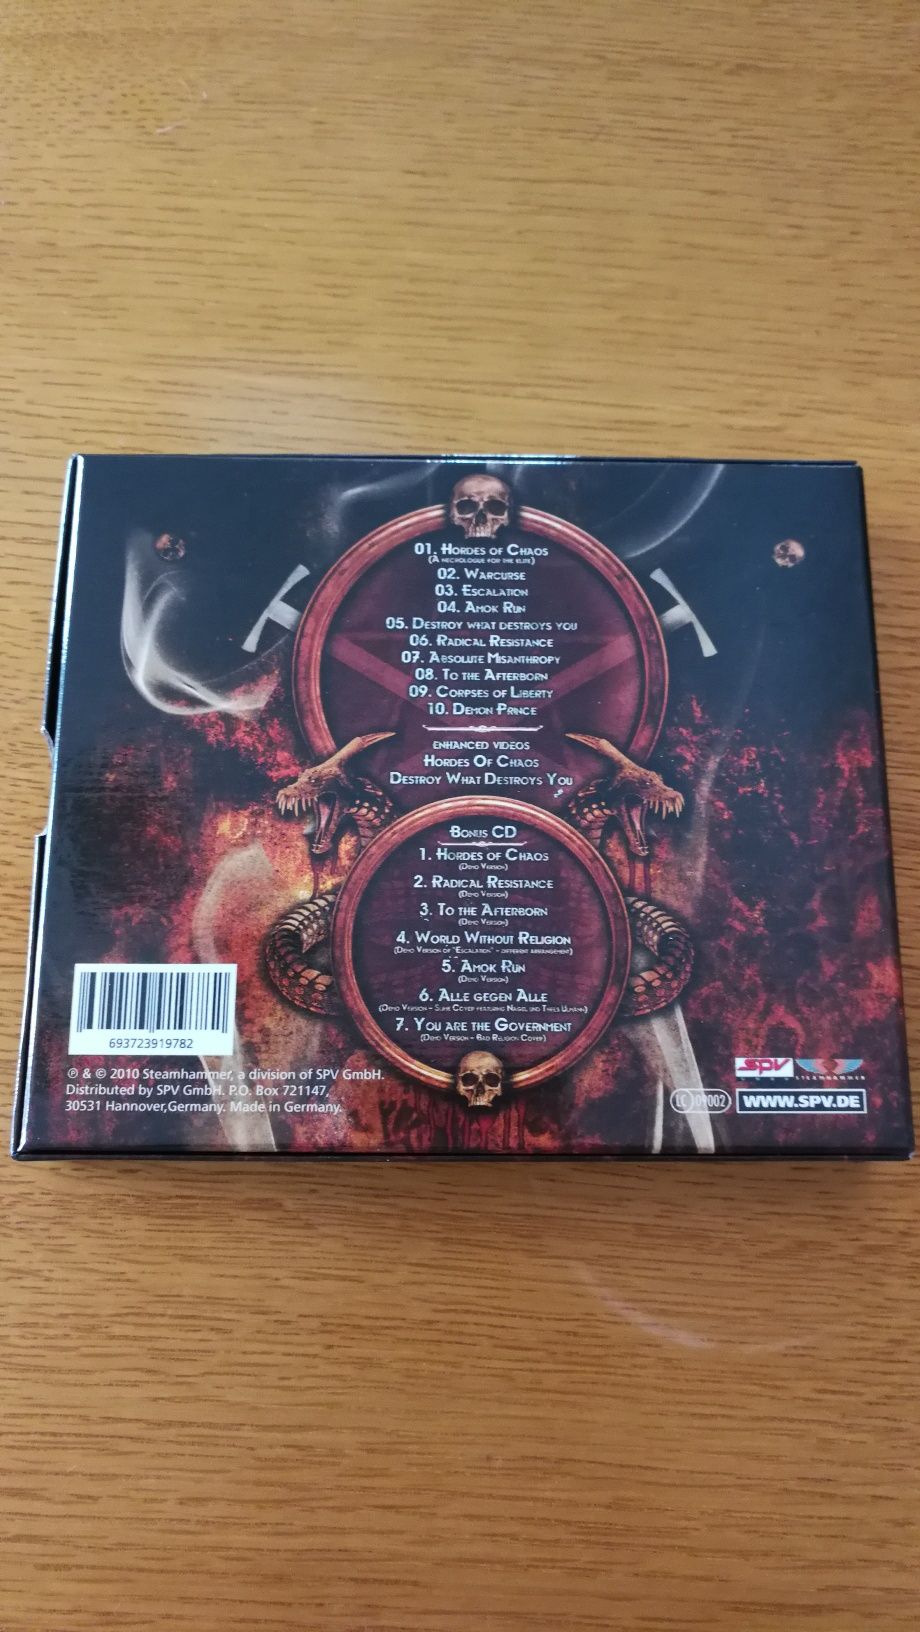 01. Hordes of Chaos
(A necrologue for the elite)
02. Warcurse
03. Escalation
04. Amok Run
05. Destroy what destroys you
06. Radical Resistance
07. Absolute Misanthropy
08. To the Afterborn
09. Corpses of Liberty
10. Demon Prince
enhanced videos
Hordes Of Chaos
Destroy What Destroys You
Bonus CD
1. Hordes of Chaos
(Demo Version)
2. Radical Resistance
(Demo Version)
3. To the Afterborn
(Demo Version)
4. World Without Religion
(Demo Version of "Escalation" - different arrangement)
5. Amok Run
(Demo Version)
6. Alle gegen Alle
(Demo Version - Slime Cover featuring Nagel und Thees Ulmann)
7. You are the Government
(Demo Version - Bad Religion Cover)
693723919782
℗ & © 2010 Steamhammer, a division of SPV GmbH.
Distributed by SPV GmbH. P.O. Box 721147,
30531 Hannover,Germany. Made in Germany.
SPV
STEAMHAMMER
LC 09002
WWW.SPV.DE